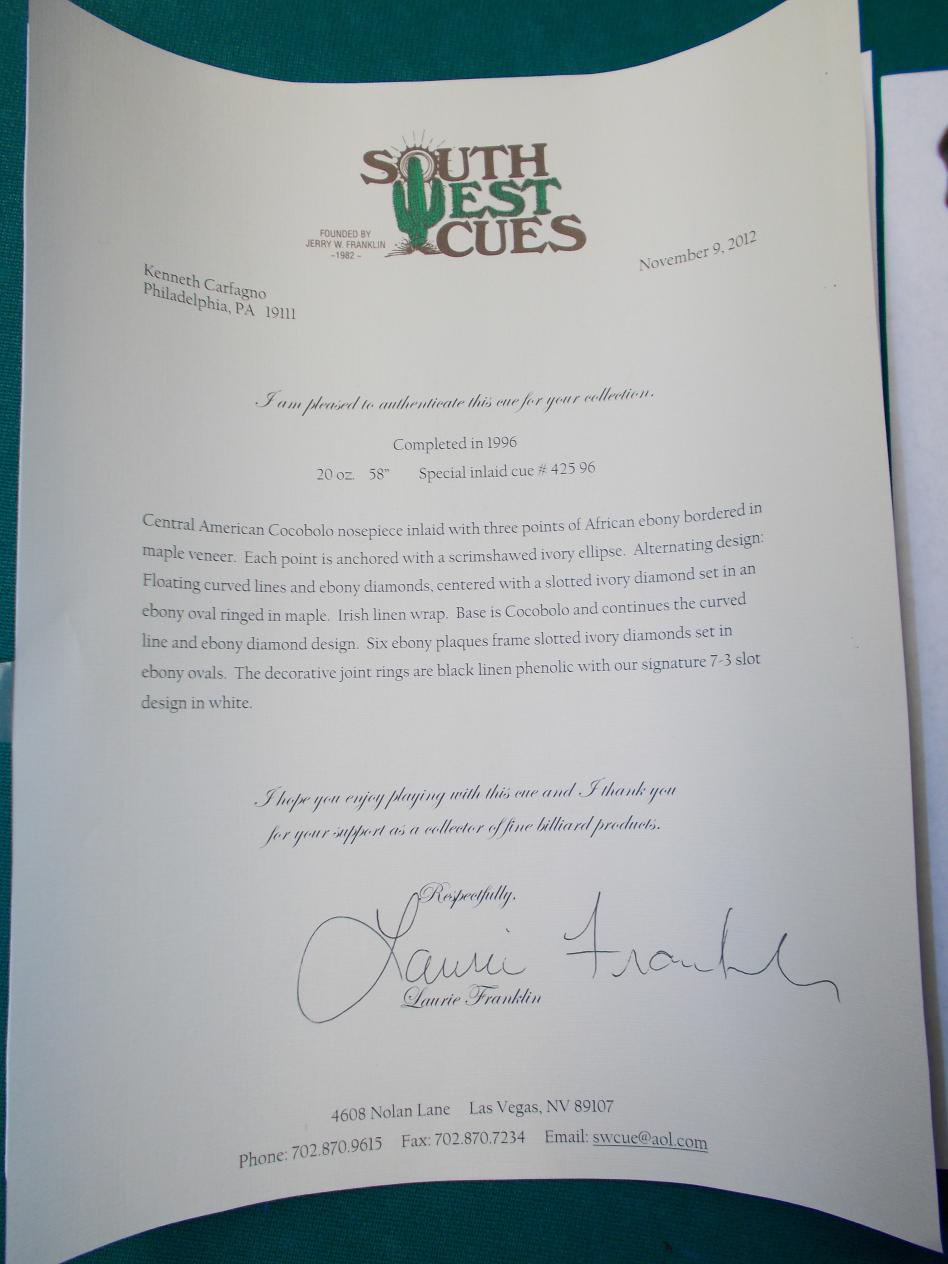 SOUTH
WEST
CUES
FOUNDED BY
JERRY W. FRANKLIN
~1982~
November 9, 2012
Kenneth Carfagno
Philadelphia, PA 19111
I am pleased to authenticate this cue for your collection.
Completed in 1996
20 oz. 58" Special inlaid cue # 425 96
Central American Cocobolo nosepiece inlaid with three points of African ebony bordered in
maple veneer. Each point is anchored with a scrimshawed ivory ellipse. Alternating design:
Floating curved lines and ebony diamonds, centered with a slotted ivory diamond set in an
ebony oval ringed in maple. Irish linen wrap. Base is Cocobolo and continues the curved
line and ebony diamond design. Six ebony plaques frame slotted ivory diamonds set in
ebony ovals. The decorative joint rings are black linen phenolic with our signature 7-3 slot
design in white.
I hope you enjoy playing with this cue and I thank you
for your support as a collector of fine billiard products.
Respectfully,
Laurie Franklin
Laurie Franklin
4608 Nolan Lane Las Vegas, NV 89107
Phone: 702.870.9615 Fax: 702.870.7234 Email: swcue@aol.com